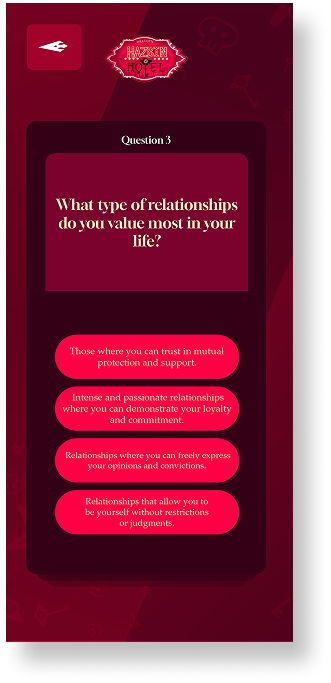 HAZBIN
HOTEL
Question 3
What type of relationships
do you value most in your
life?
Those where you can trust in mutual
protection and support.
Intense and passionate relationships
where you can demonstrate your loyalty
and commitment.
Relationships where you can freely express
your opinions and convictions.
Relationships that allow you to
be yourself without restrictions
or judgments.